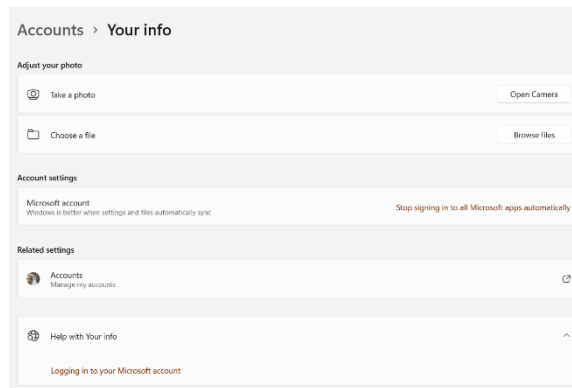 Accounts > Your info
Adjust your photo
Take a photo
Open Camera
Choose a file
Browse files
Account settings
Microsoft account
Windows is better when settings and files automatically sync
Stop signing in to all Microsoft apps automatically
Related settings
Accounts
Manage my accounts
Help with Your info
Logging in to your Microsoft account